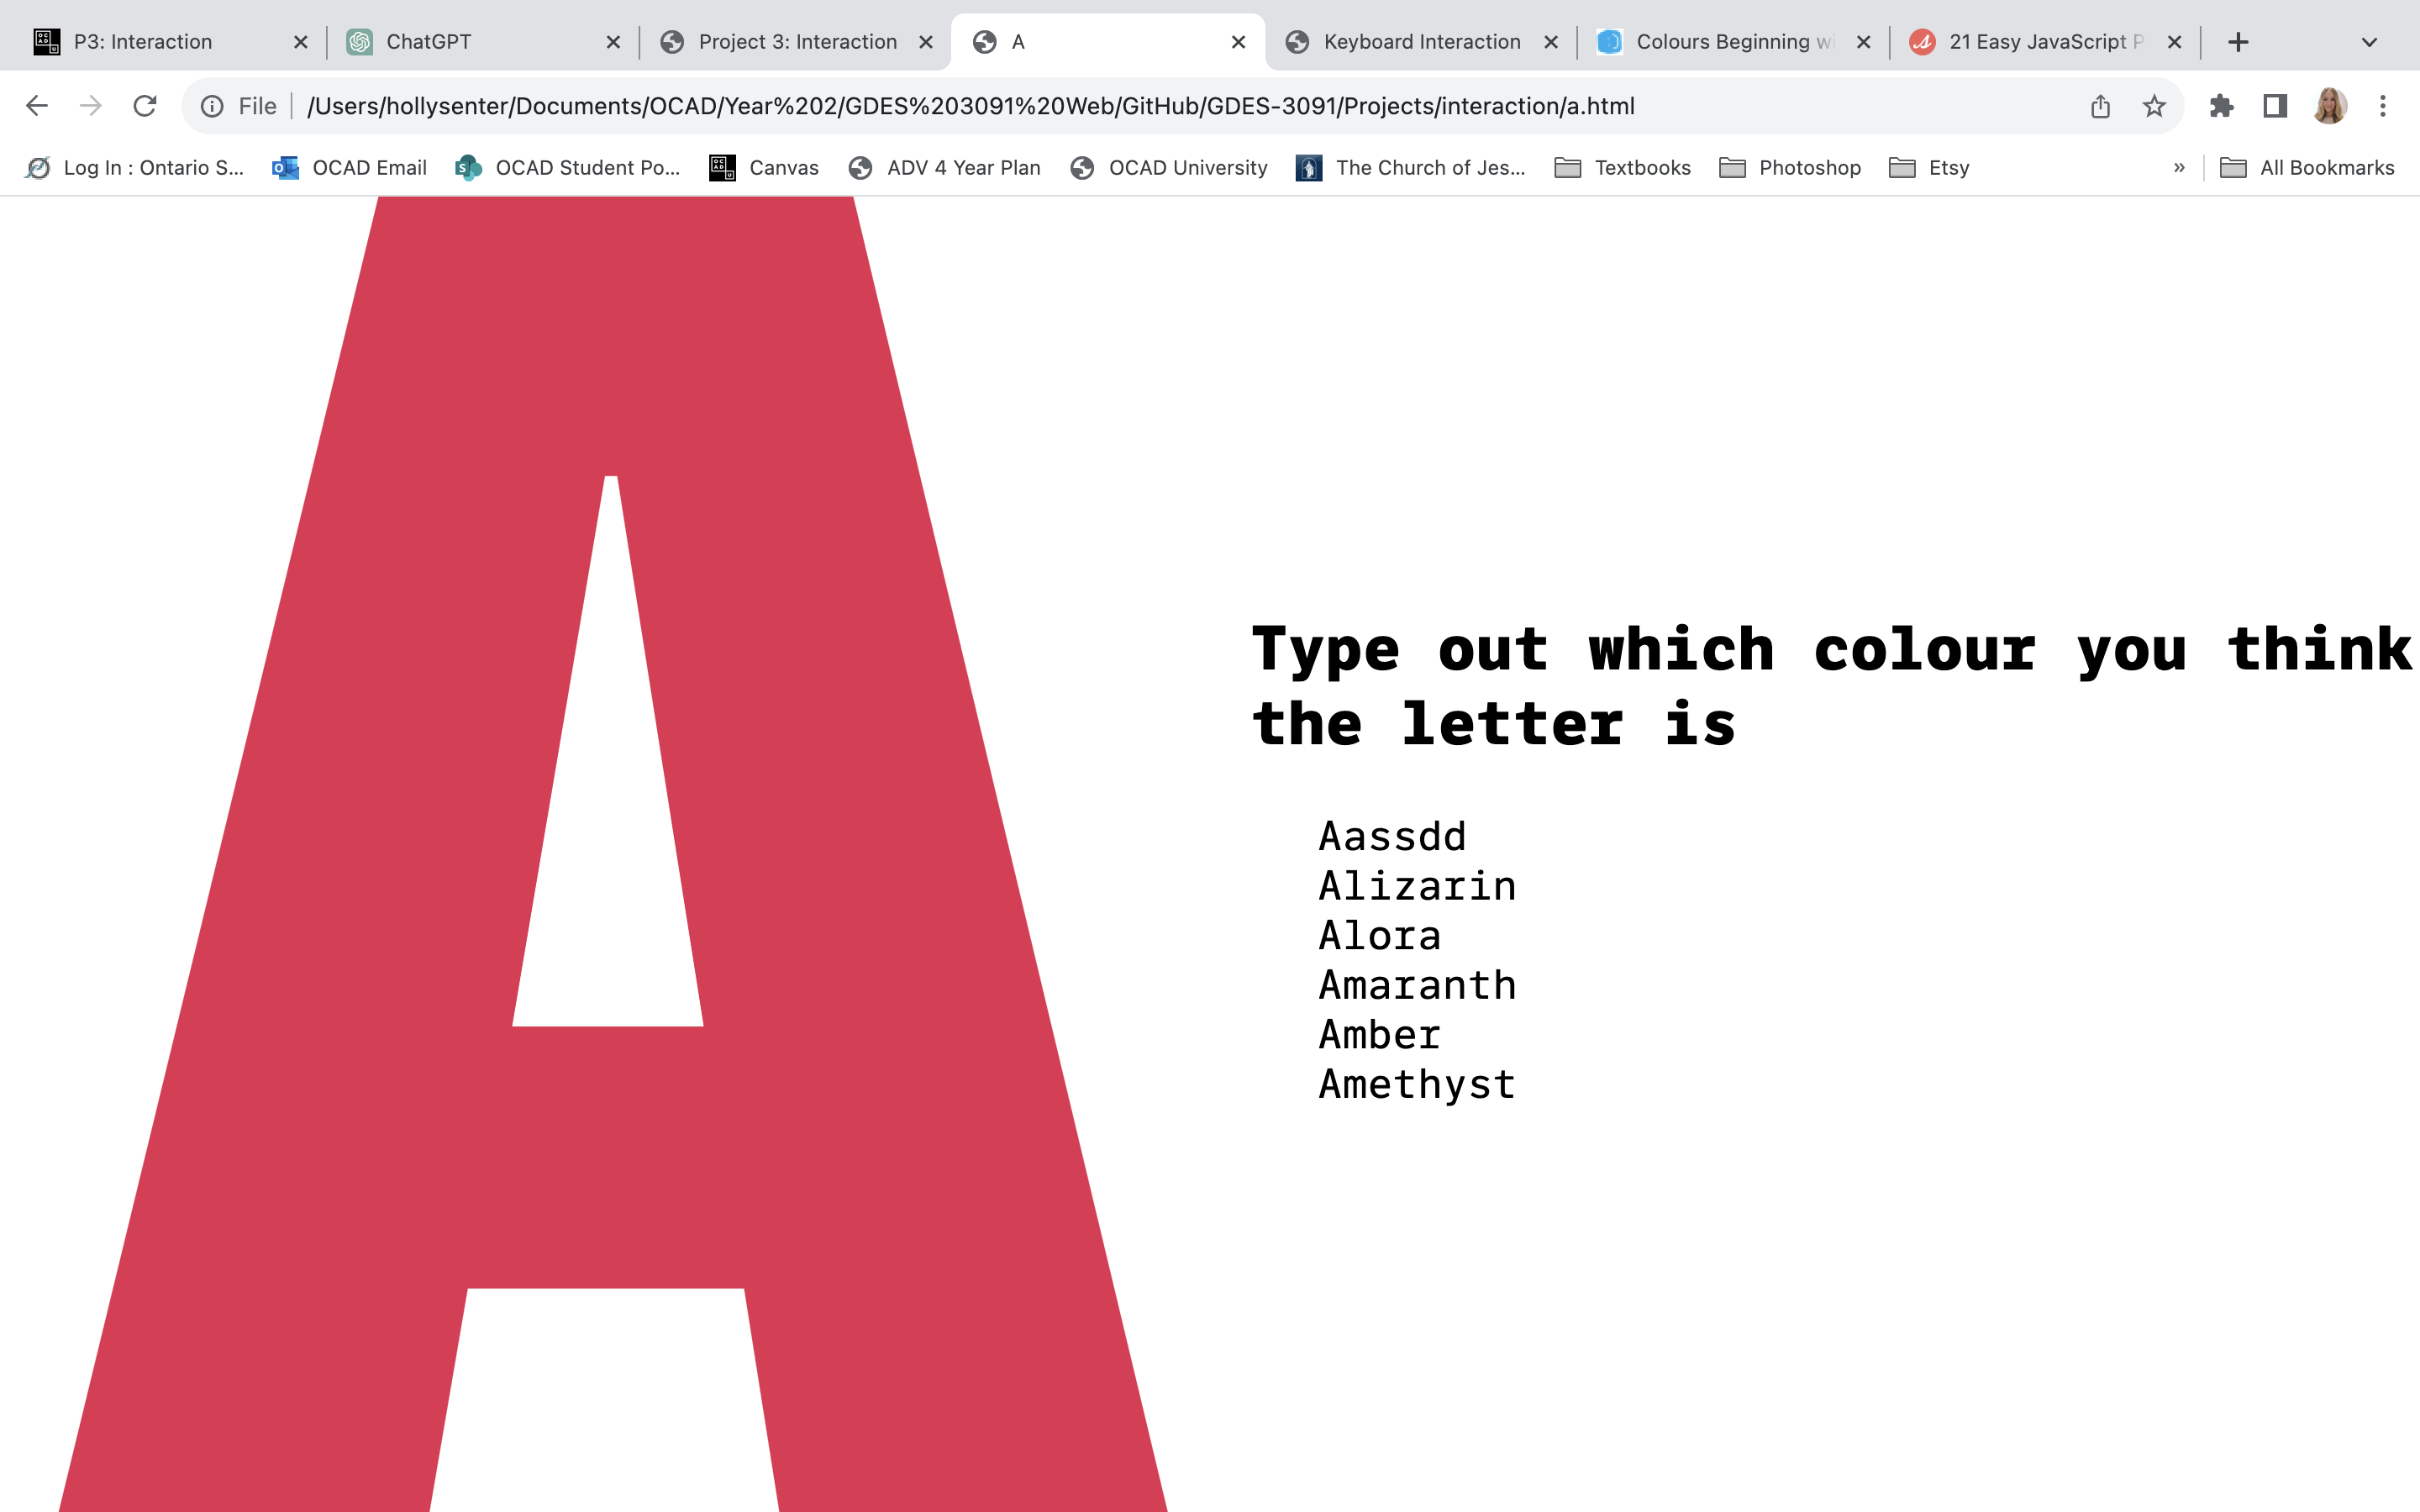 P3: Interaction
ChatGPT
Project 3: Interaction
A
Keyboard Interaction
Colours Beginning wi
21 Easy JavaScript P
File
/Users/hollysenter/Documents/OCAD/Year%202/GDES%203091%20Web/GitHub/GDES-3091/Projects/interaction/a.html
Log In : Ontario S...
OCAD Email
OCAD Student Po...
Canvas
ADV 4 Year Plan
OCAD University
The Church of Jes...
Textbooks
Photoshop
Etsy
»
All Bookmarks
A
Type out which colour you think
the letter is
Aassdd
Alizarin
Alora
Amaranth
Amber
Amethyst